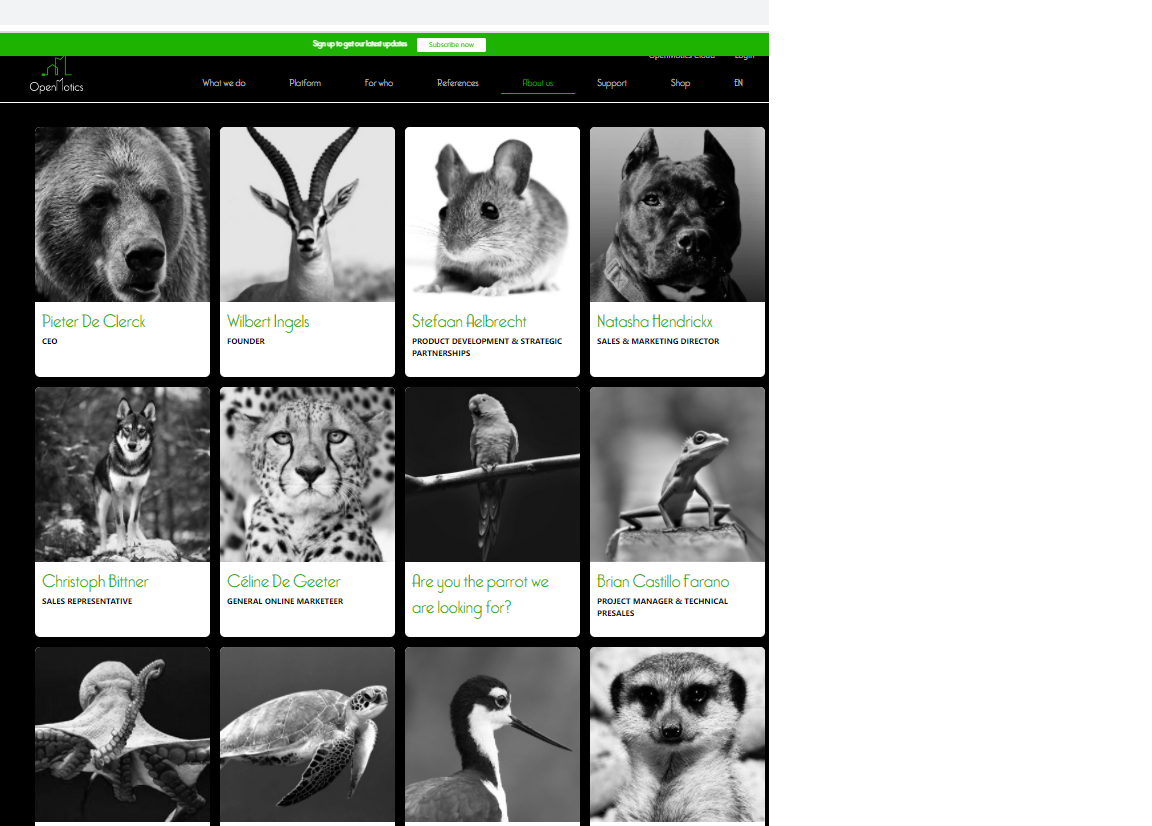 Sign up to get our latest updates
Subscribe now
OpenMotics Cloud
Login
OpenMotics
What we do
Platform
For who
References
About us
Support
Shop
EN
Pieter De Clerck
CEO
Wilbert Ingels
FOUNDER
Stefaan Aelbrecht
PRODUCT DEVELOPMENT & STRATEGIC
PARTNERSHIPS
Natasha Hendrickx
SALES & MARKETING DIRECTOR
Christoph Bittner
SALES REPRESENTATIVE
Céline De Geeter
GENERAL ONLINE MARKETEER
Are you the parrot we
are looking for?
Brian Castillo Farano
PROJECT MANAGER & TECHNICAL
PRESALES